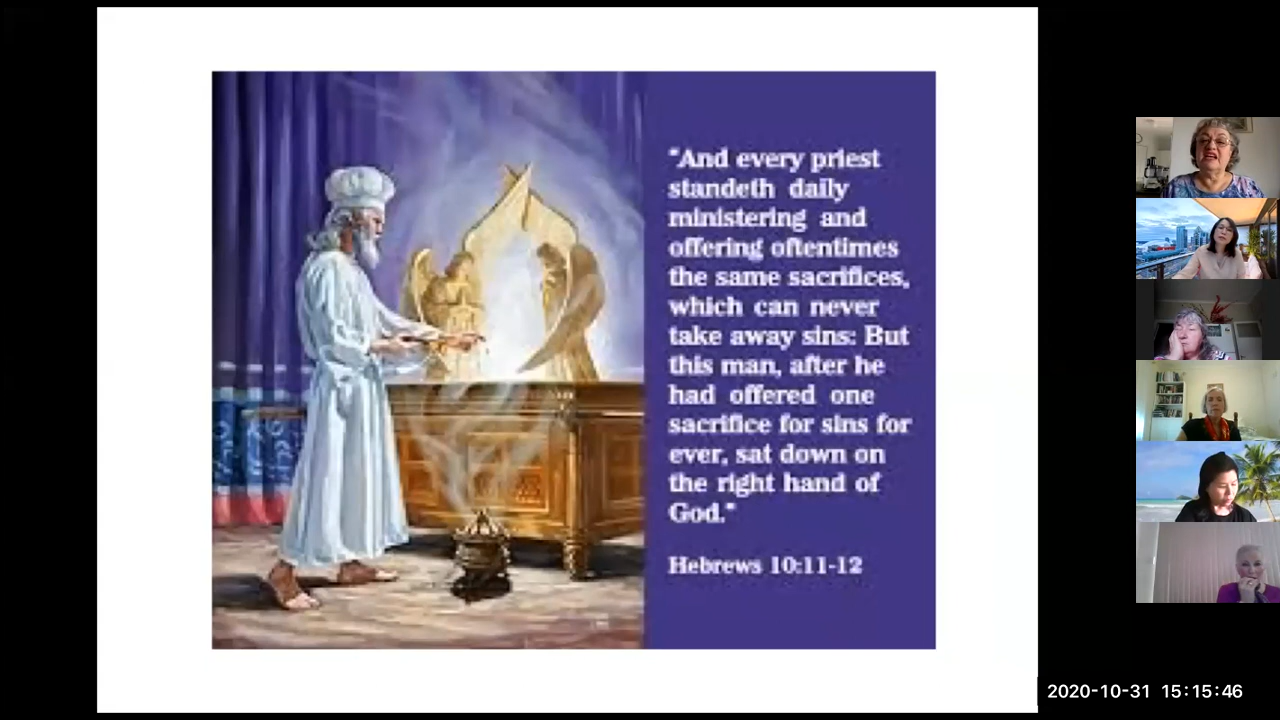 "And every priest
standeth daily
ministering and
offering oftentimes
the same sacrifices,
which can never
take away sins: But
this man, after he
had offered one
sacrifice for sins for
ever, sat down on
the right hand of
God."
Hebrews 10:11-12
2020-10-31 15:15:46